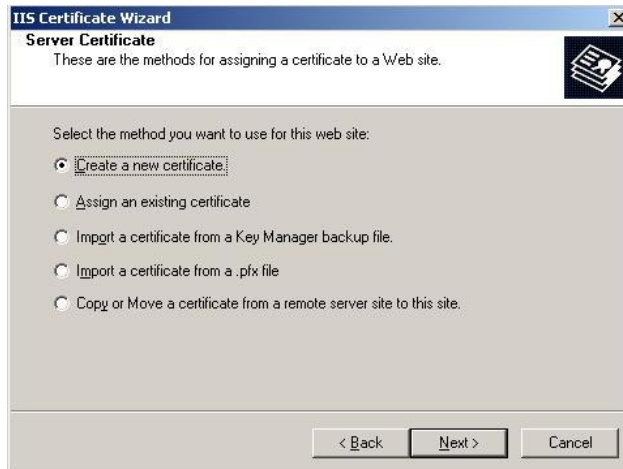 IIS Certificate Wizard
Server Certificate
These are the methods for assigning a certificate to a Web site.
Select the method you want to use for this web site:
Create a new certificate.
Assign an existing certificate
Import a certificate from a Key Manager backup file.
Import a certificate from a .pfx file
Copy or Move a certificate from a remote server site to this site.
< Back Next > Cancel